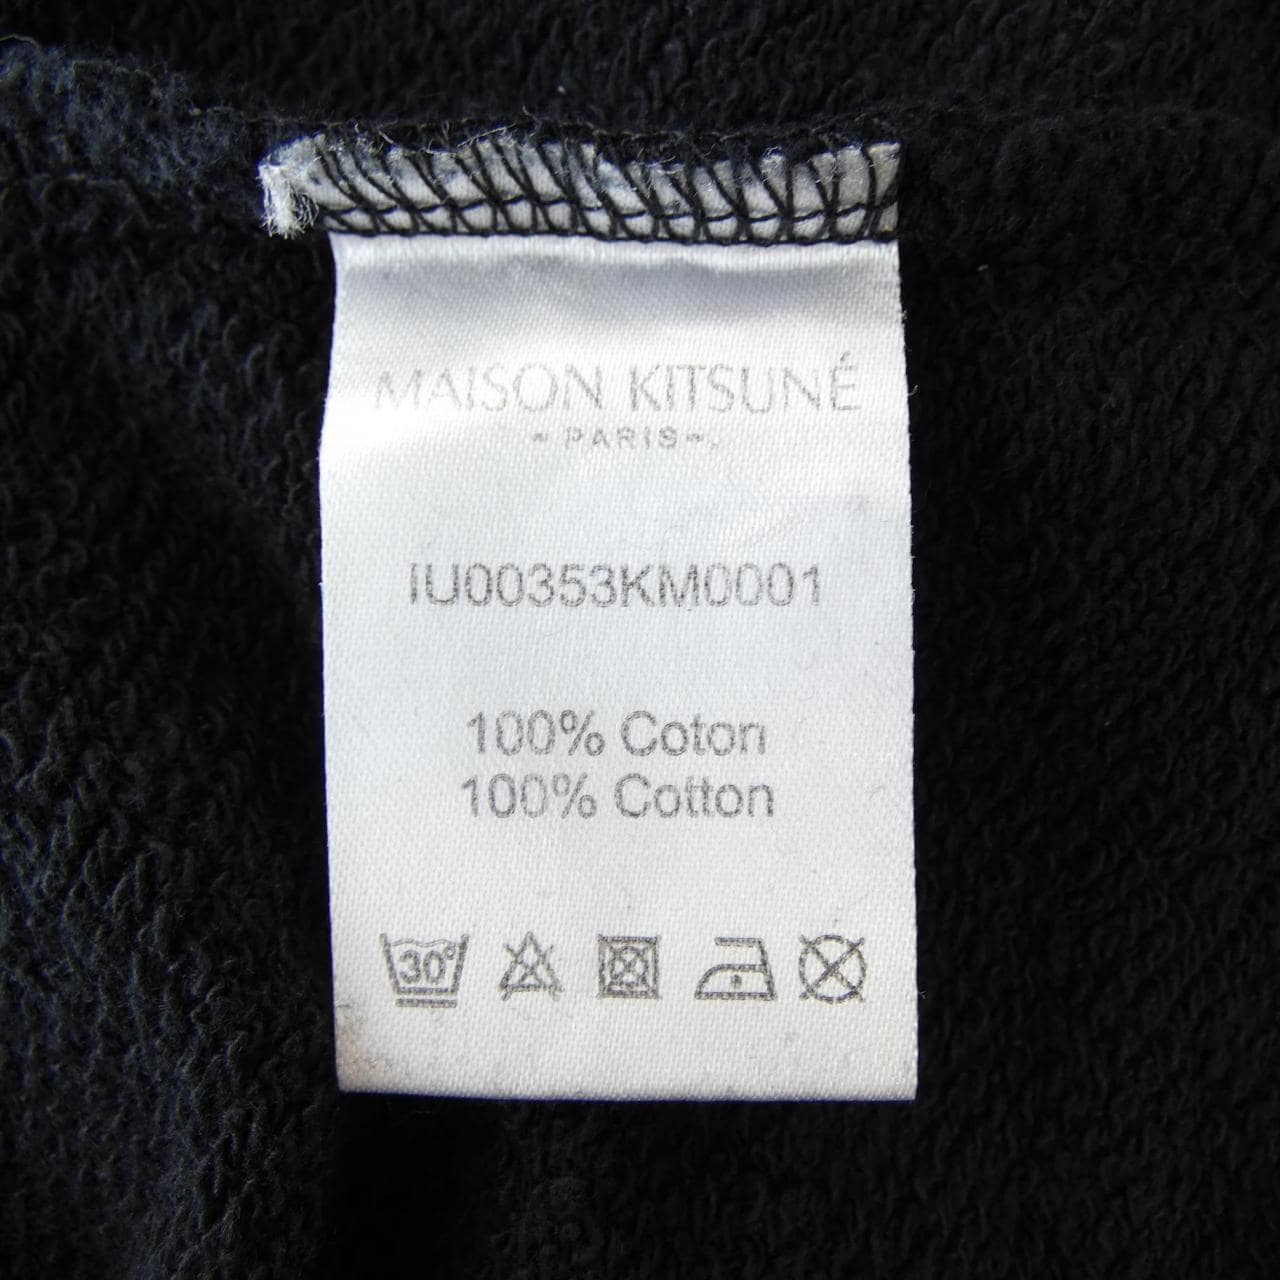 MAISON KITSUNÉ
- PARIS -
IU00353KM0001
100% Coton
100% Cotton
30°